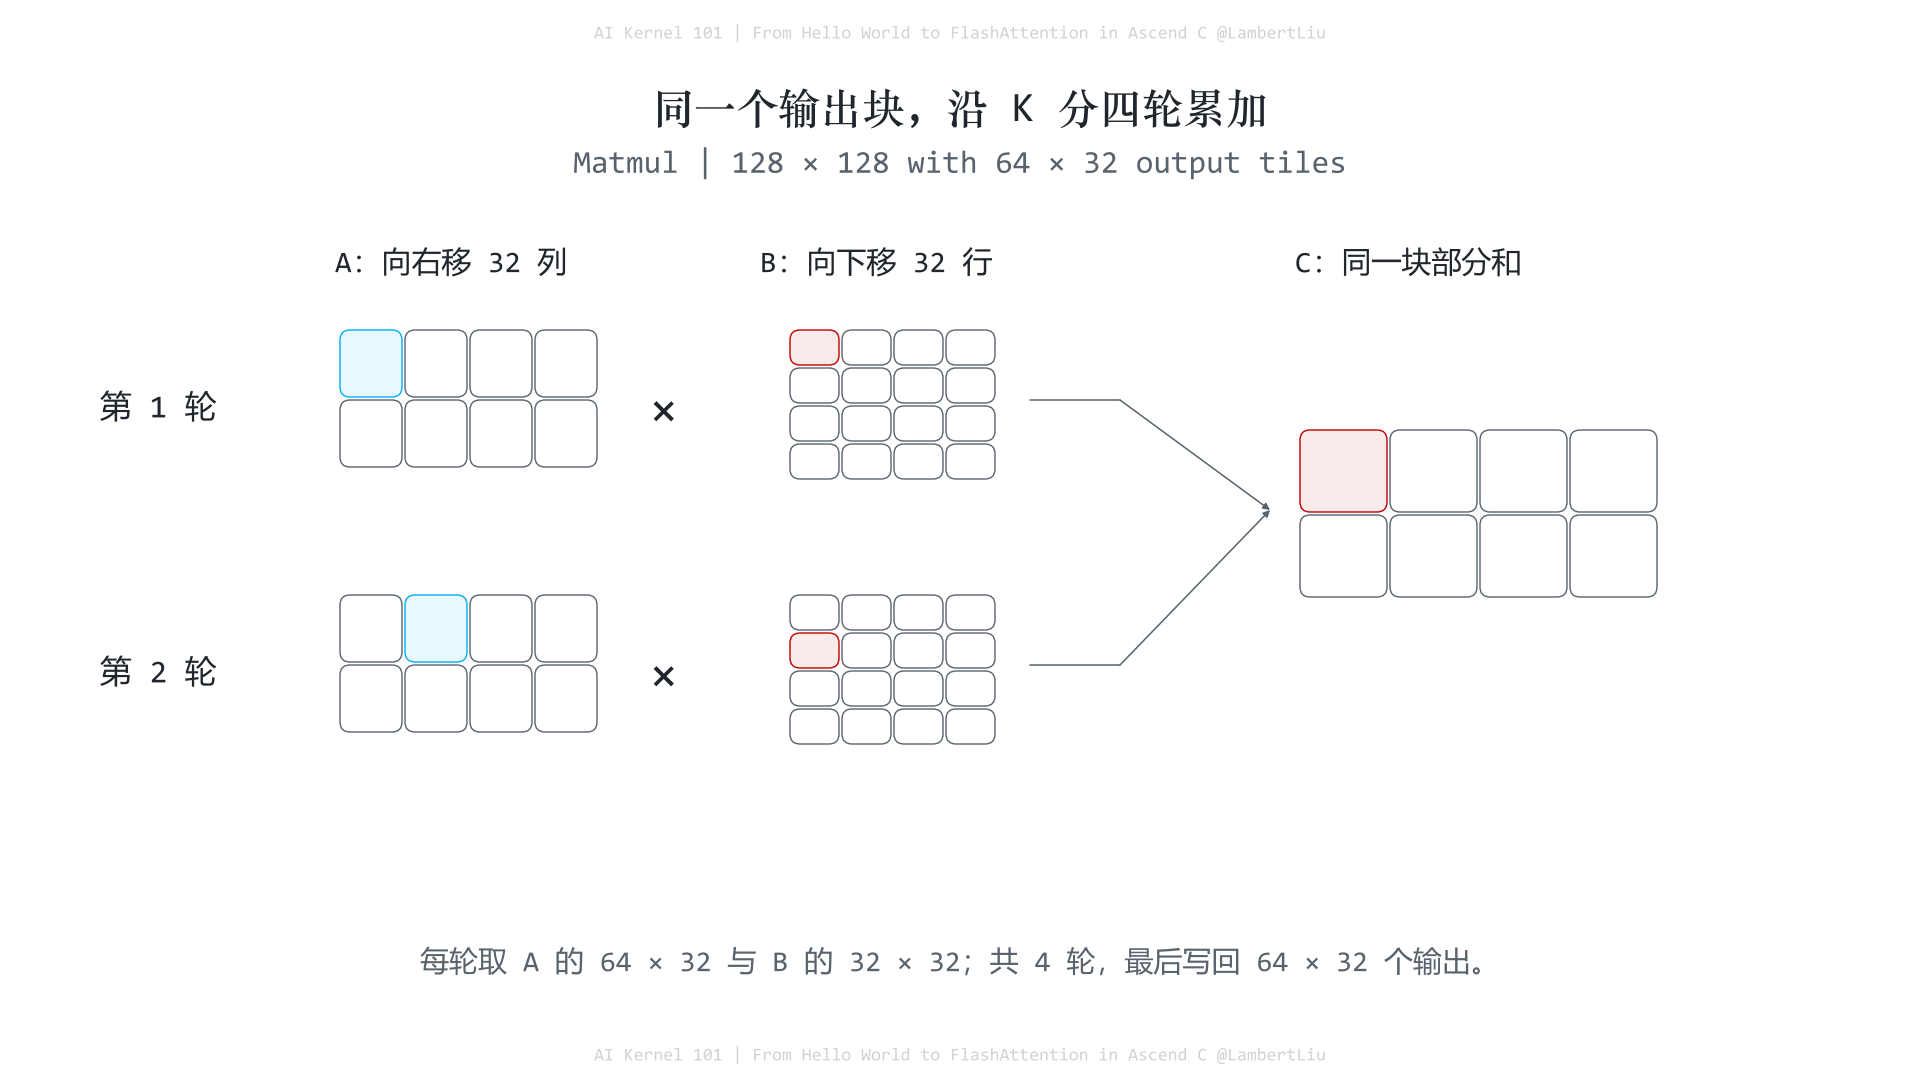 AI Kernel 101 | From Hello World to FlashAttention in Ascend C @LambertLiu
同一个输出块，沿 K 分四轮累加
Matmul | 128 × 128 with 64 × 32 output tiles
A: 向右移 32 列
B: 向下移 32 行
C: 同一块部分和
第 1 轮
×
第 2 轮
×
每轮取 A 的 64 × 32 与 B 的 32 × 32；共 4 轮，最后写回 64 × 32 个输出。
AI Kernel 101 | From Hello World to FlashAttention in Ascend C @LambertLiu